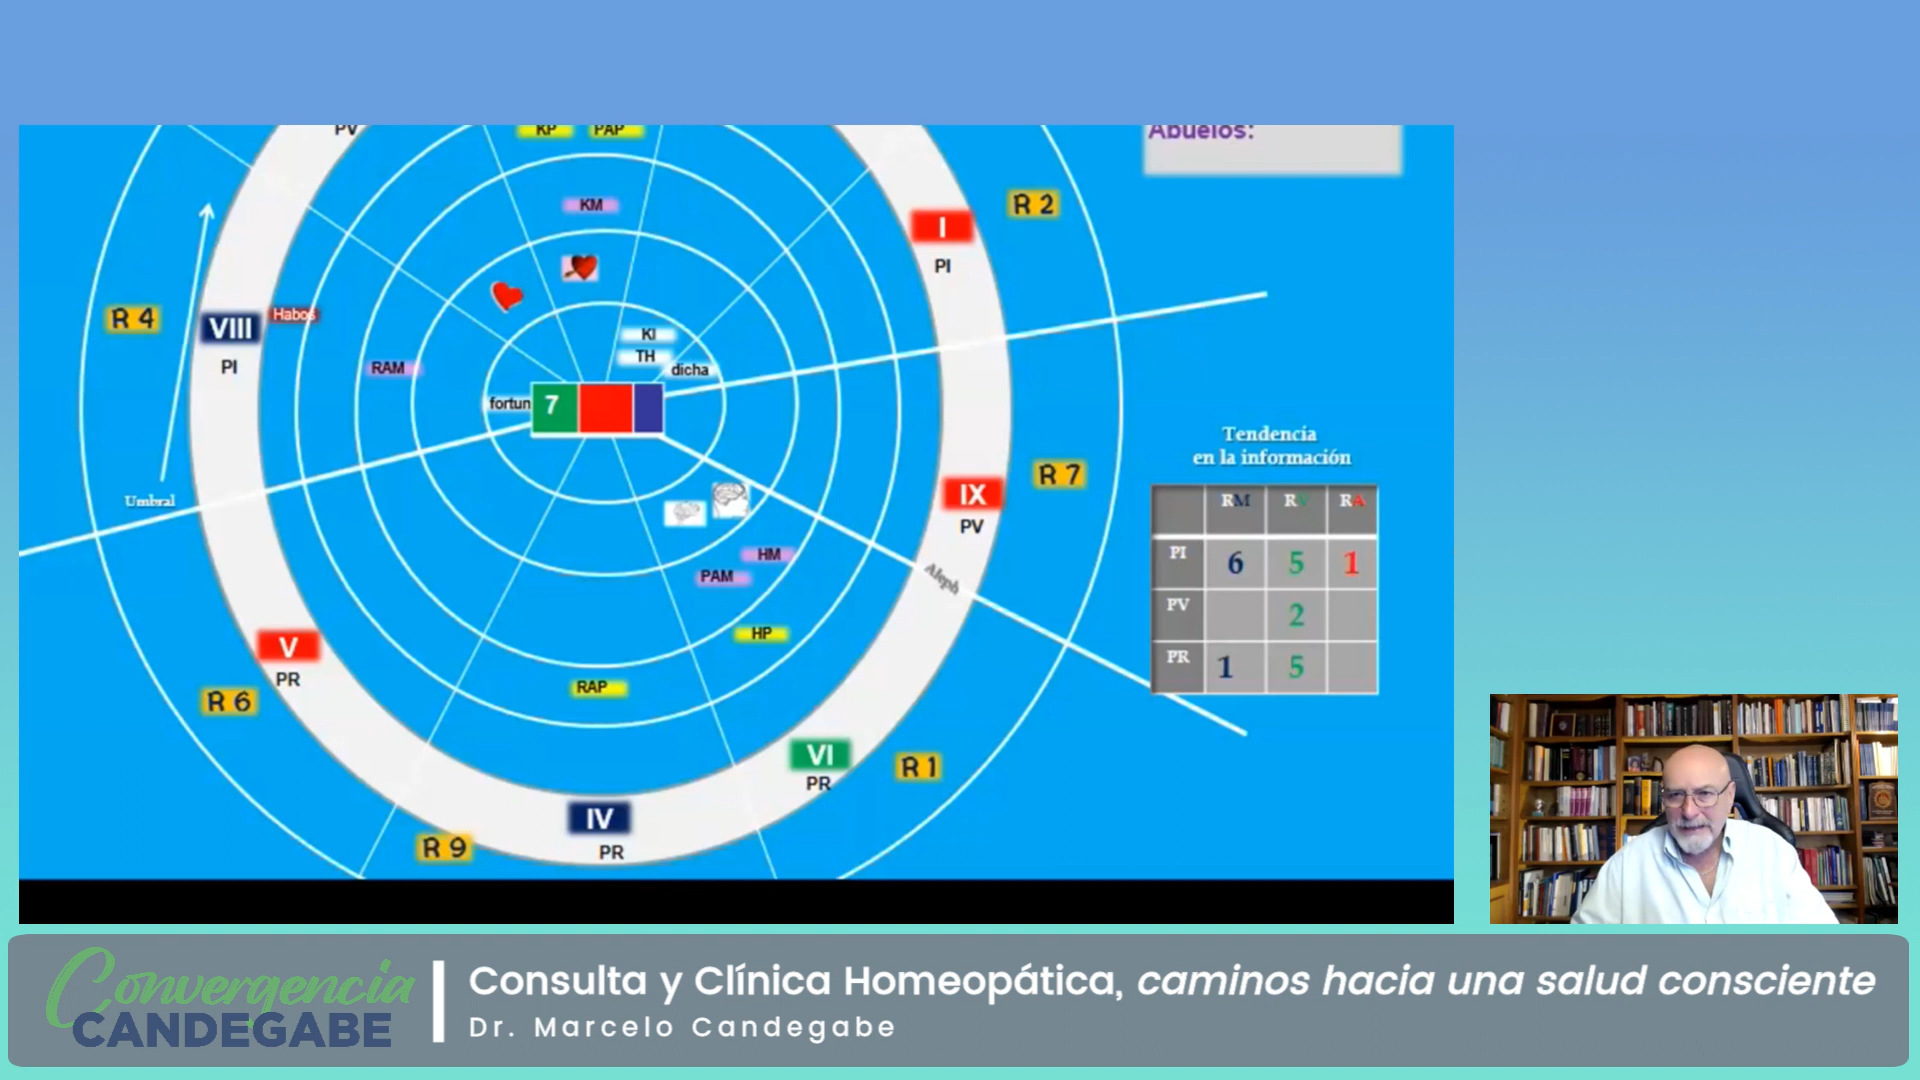 PV
KP
PAP
Abuelos:
KM
R 2
I
PI
R 4
VIII
Habos
PI
RAM
KI
TH
dicha
fortun
7
Umbral
IX
PV
R 7
HM
PAM
Aleph
HP
RAP
V
PR
R 6
VI
PR
R 1
IV
PR
R 9
Tendencia
en la información
RM RV RA
PI 6 5 1
PV 2
PR 1 5
Convergencia
CANDEGABE
Consulta y Clínica Homeopática, caminos hacia una salud consciente
Dr. Marcelo Candegabe